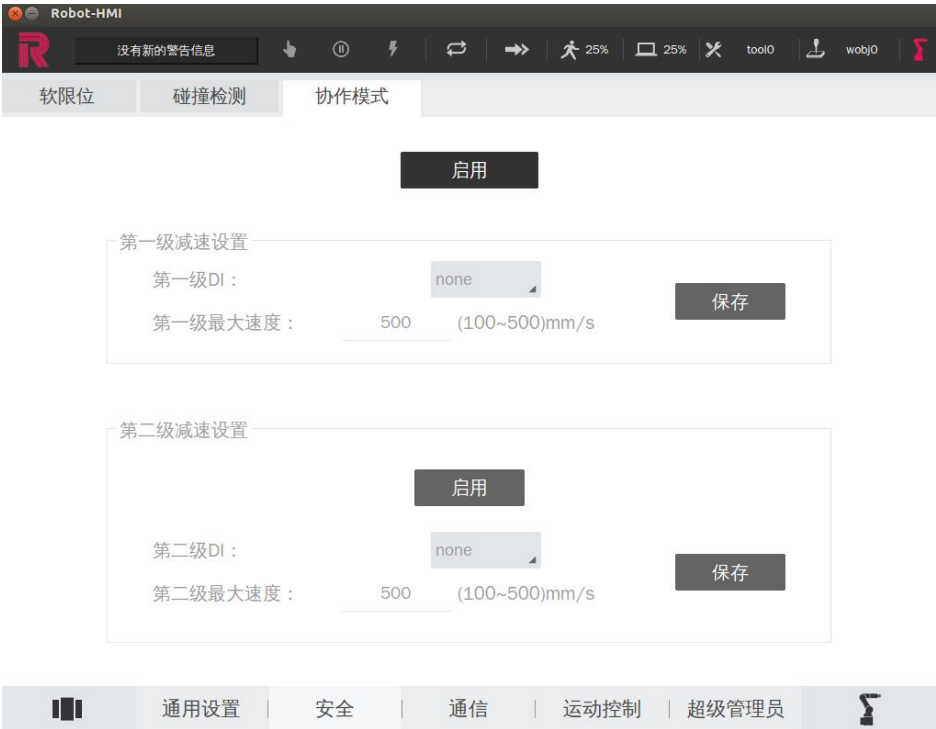 Robot-HMI
没有新的警告信息 25% 25% tool0 wobj0
软限位 碰撞检测 协作模式
启用
第一级减速设置
第一级DI： none
保存
第一级最大速度： 500 (100~500)mm/s
第二级减速设置
启用
第二级DI： none
保存
第二级最大速度： 500 (100~500)mm/s
通用设置 安全 通信 运动控制 超级管理员